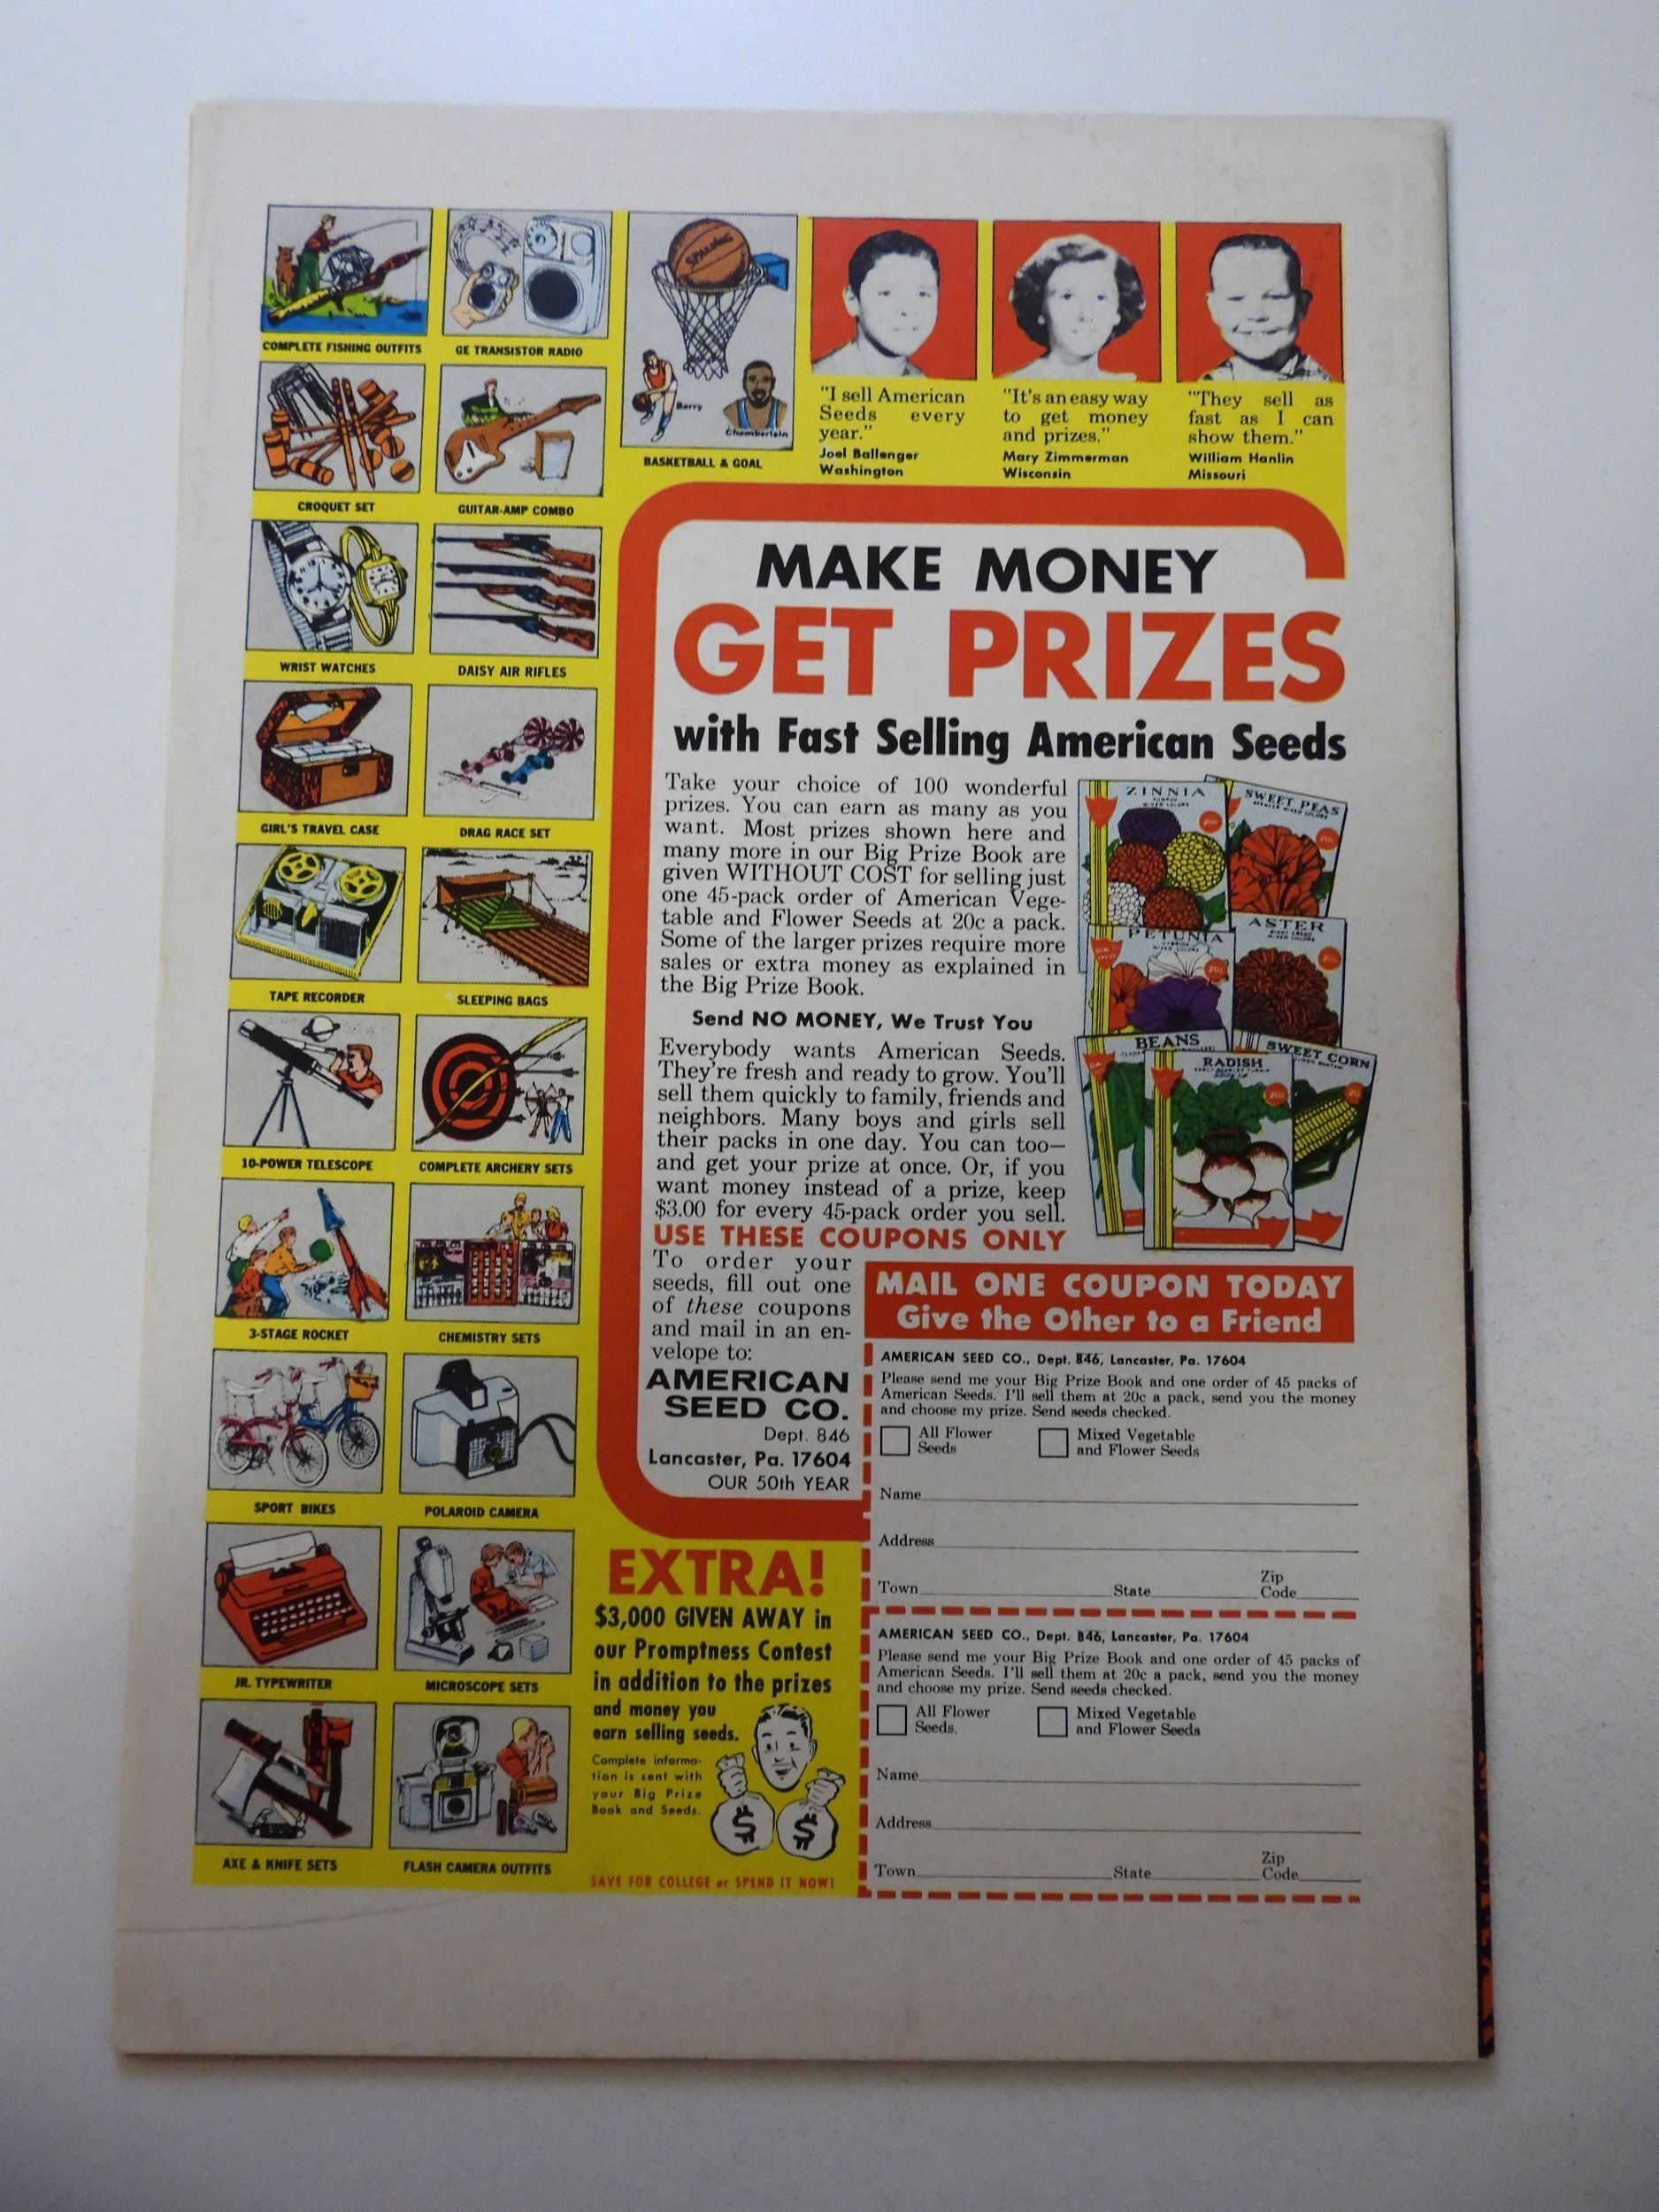 COMPLETE FISHING OUTFITS
GE TRANSISTOR RADIO
SPALDING
Barry
Chamberlain
BASKETBALL & GOAL
CROQUET SET
GUITAR-AMP COMBO
WRIST WATCHES
DAISY AIR RIFLES
GIRL'S TRAVEL CASE
DRAG RACE SET
TAPE RECORDER
SLEEPING BAGS
10-POWER TELESCOPE
COMPLETE ARCHERY SETS
3-STAGE ROCKET
CHEMISTRY SETS
SPORT BIKES
POLAROID CAMERA
JR. TYPEWRITER
MICROSCOPE SETS
AXE & KNIFE SETS
FLASH CAMERA OUTFITS
"I sell American
Seeds every
year."
Joel Ballenger
Washington
"It's an easy way
to get money
and prizes."
Mary Zimmerman
Wisconsin
"They sell as
fast as I can
show them."
William Hanlin
Missouri
MAKE MONEY
GET PRIZES
with Fast Selling American Seeds
Take your choice of 100 wonderful
prizes. You can earn as many as you
want. Most prizes shown here and
many more in our Big Prize Book are
given WITHOUT COST for selling just
one 45-pack order of American Vege-
table and Flower Seeds at 20c a pack.
Some of the larger prizes require more
sales or extra money as explained in
the Big Prize Book.
Send NO MONEY, We Trust You
Everybody wants American Seeds.
They're fresh and ready to grow. You'll
sell them quickly to family, friends and
neighbors. Many boys and girls sell
their packs in one day. You can too—
and get your prize at once. Or, if you
want money instead of a prize, keep
$3.00 for every 45-pack order you sell.
USE THESE COUPONS ONLY
To order your
seeds, fill out one
of these coupons
and mail in an en-
velope to:
AMERICAN
SEED CO.
Dept. 846
Lancaster, Pa. 17604
OUR 50th YEAR
ZINNIA
MIXED COLORS
20c
SWEET PEAS
20c
PETUNIA
MIXED COLORS
20c
ASTER
MIXED COLORS
20c
BEANS
RADISH
20c
SWEET CORN
MAIL ONE COUPON TODAY
Give the Other to a Friend
AMERICAN SEED CO., Dept. 846, Lancaster, Pa. 17604
Please send me your Big Prize Book and one order of 45 packs of
American Seeds. I'll sell them at 20c a pack, send you the money
and choose my prize. Send seeds checked.
All Flower
Seeds
Mixed Vegetable
and Flower Seeds
Name
Address
Town State Zip
Code
AMERICAN SEED CO., Dept. 846, Lancaster, Pa. 17604
Please send me your Big Prize Book and one order of 45 packs of
American Seeds. I'll sell them at 20c a pack, send you the money
and choose my prize. Send seeds checked.
All Flower
Seeds.
Mixed Vegetable
and Flower Seeds
Name
Address
Town State Zip
Code
EXTRA!
$3,000 GIVEN AWAY in
our Promptness Contest
in addition to the prizes
and money you
earn selling seeds.
Complete informa-
tion is sent with
your Big Prize
Book and Seeds.
$ $
SAVE FOR COLLEGE or SPEND IT NOW!